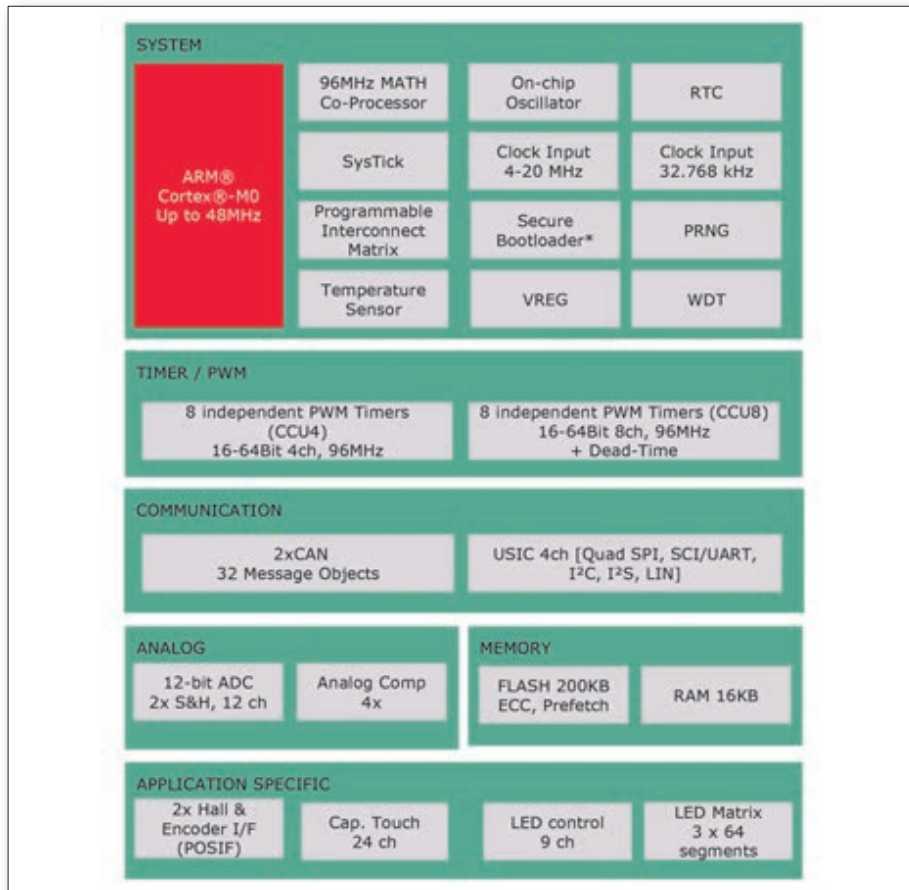 SYSTEM
ARM®
Cortex®-M0
Up to 48MHz
96MHz MATH
Co-Processor
On-chip
Oscillator
RTC
SysTick
Clock Input
4-20 MHz
Clock Input
32.768 kHz
Programmable
Interconnect
Matrix
Secure
Bootloader*
PRNG
Temperature
Sensor
VREG
WDT
TIMER / PWM
8 independent PWM Timers
(CCU4)
16-64Bit 4ch, 96MHz
8 independent PWM Timers (CCU8)
16-64Bit 8ch, 96MHz
+ Dead-Time
COMMUNICATION
2xCAN
32 Message Objects
USIC 4ch [Quad SPI, SCI/UART,
I²C, I²S, LIN]
ANALOG
12-bit ADC
2x S&H, 12 ch
Analog Comp
4x
MEMORY
FLASH 200KB
ECC, Prefetch
RAM 16KB
APPLICATION SPECIFIC
2x Hall &
Encoder I/F
(POSIF)
Cap. Touch
24 ch
LED control
9 ch
LED Matrix
3 x 64
segments